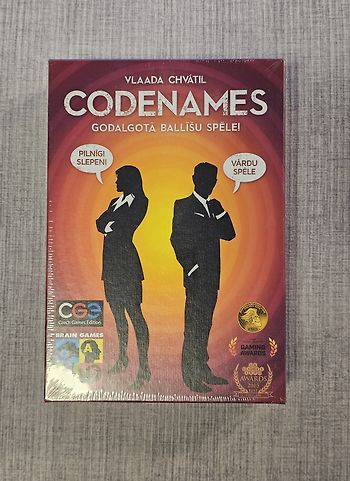 VLAADA CHVÁTIL
CODENAMES
GODALGOTĀ BALLĪŠU SPĒLE!
PILNĪGI
SLEPENI
VĀRDU
SPĒLE
CGE
Czech Games Edition
BRAIN GAMES
GAMING
AWARDS
AWARDS